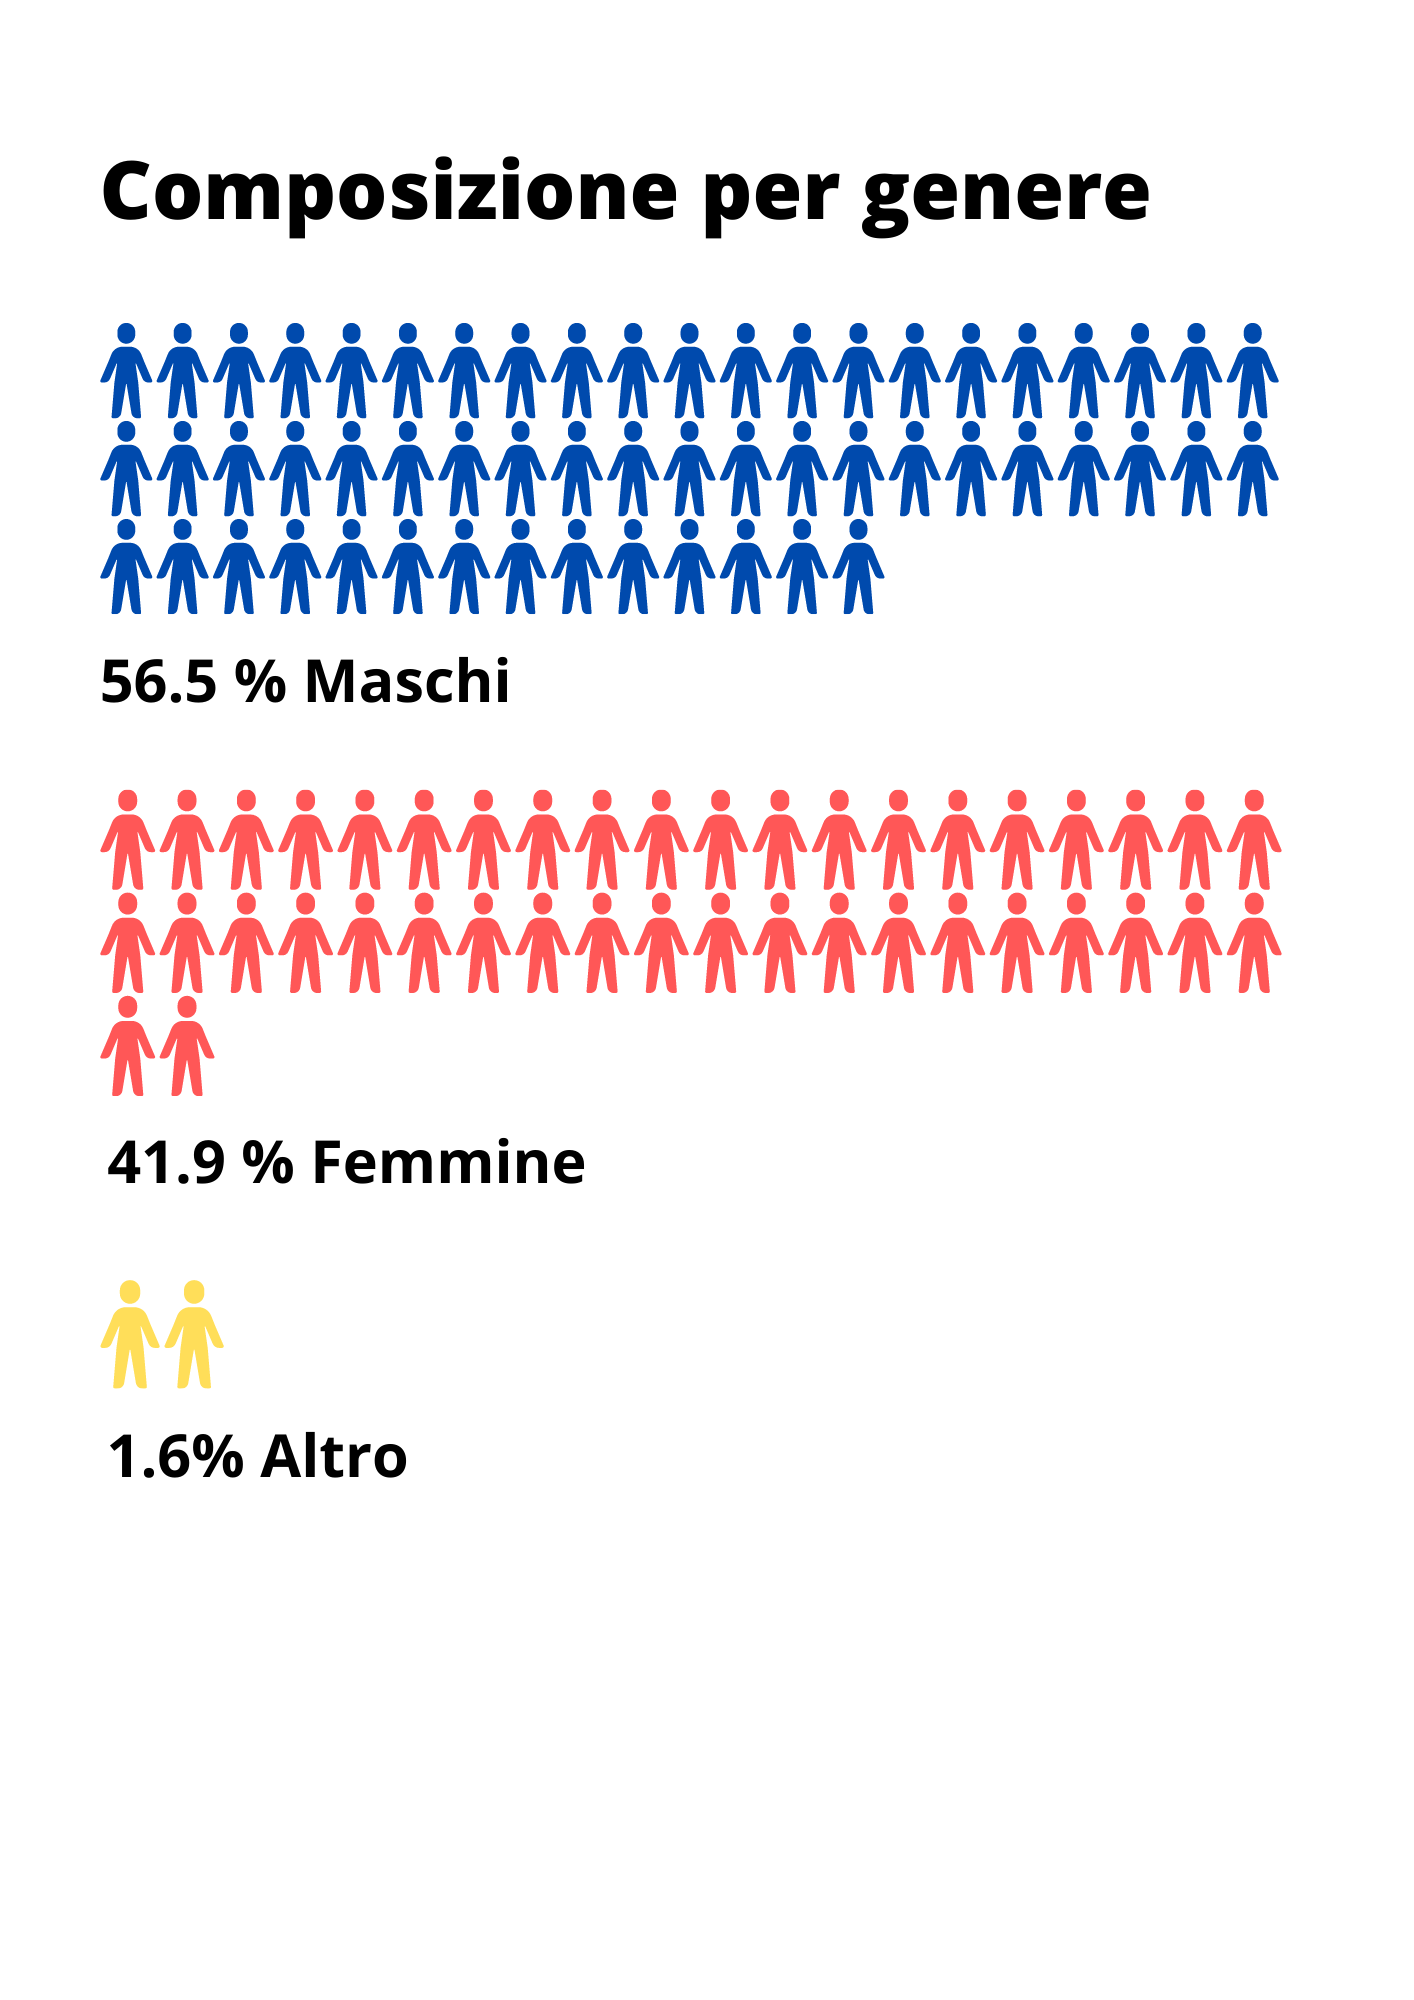 Composizione per genere
56.5 % Maschi
41.9 % Femmine
1.6% Altro